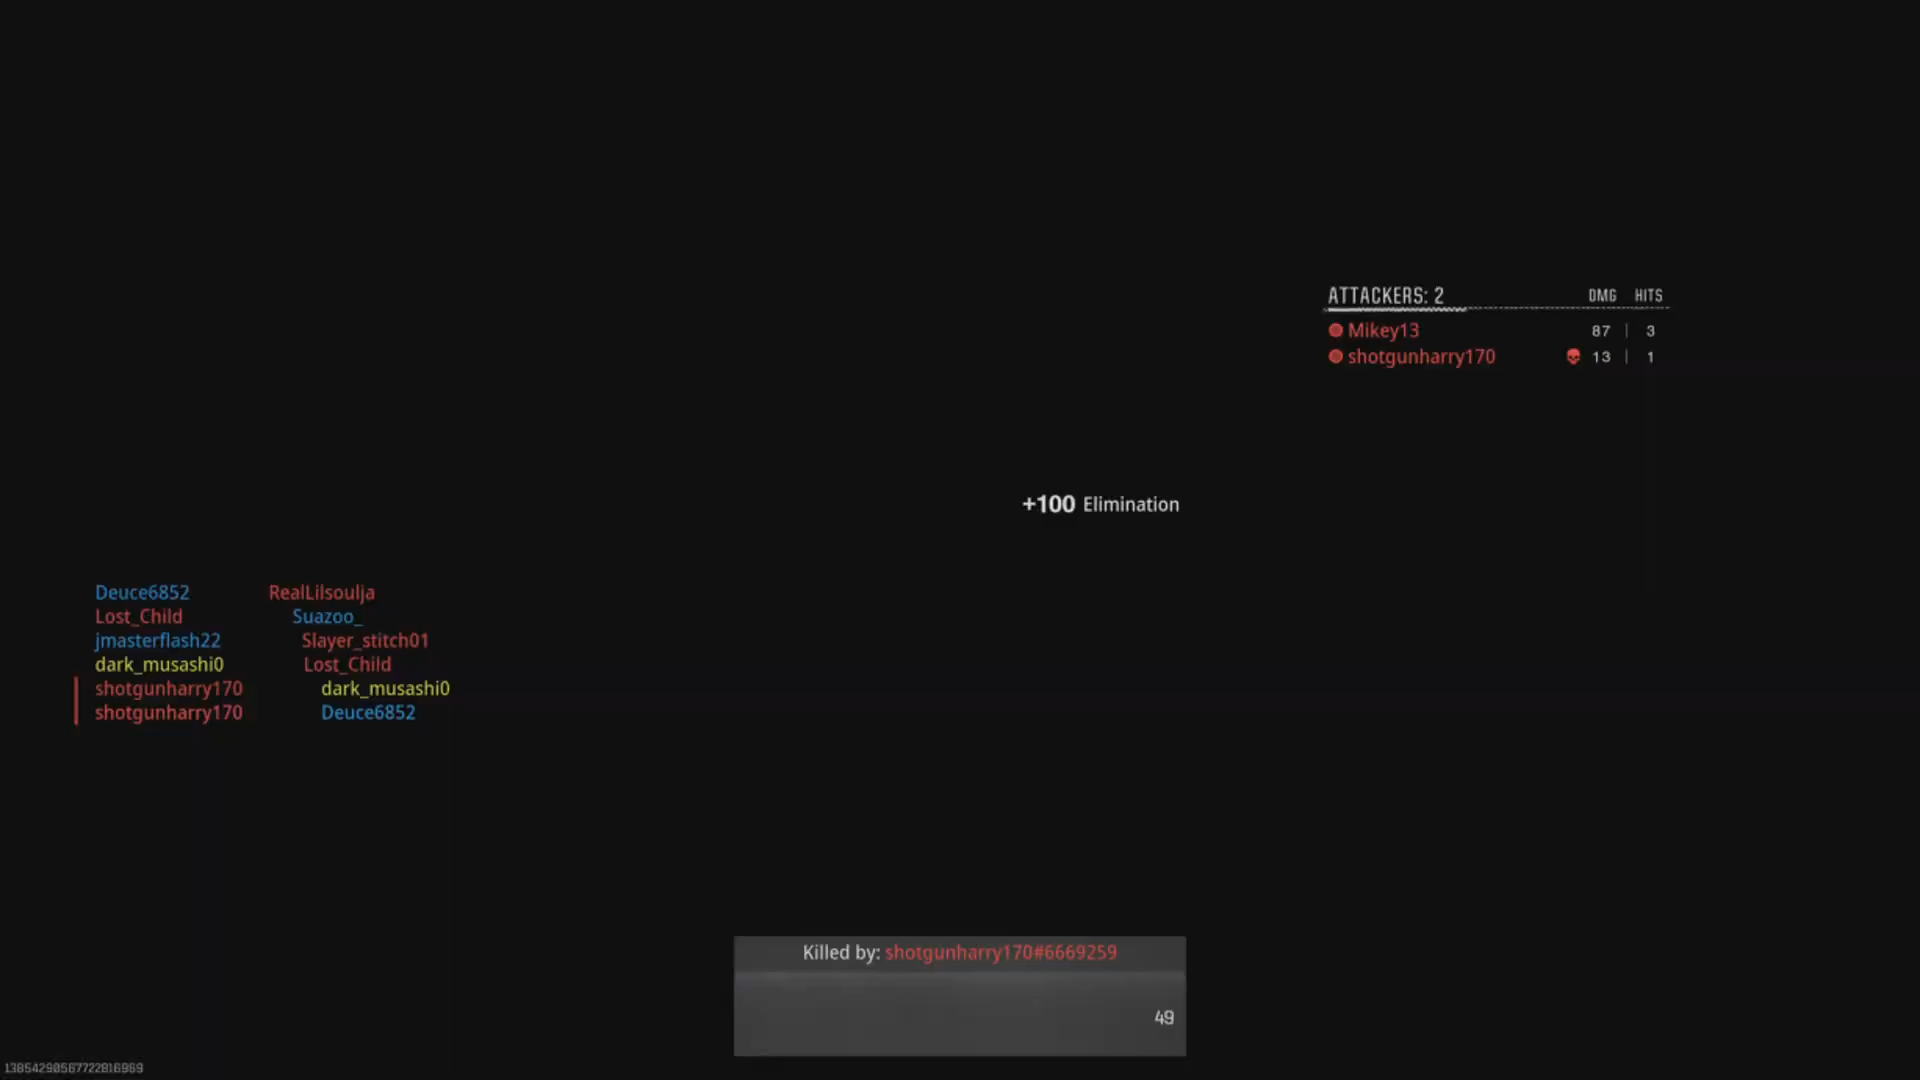 ATTACKERS: 2 DMG HITS
Mikey13 87 | 3
shotgunharry170 13 | 1
+100 Elimination
Deuce6852 RealLilsoulja
Lost_Child Suazoo_
jmasterflash22 Slayer_stitch01
dark_musashi0 Lost_Child
shotgunharry170 dark_musashi0
shotgunharry170 Deuce6852
Killed by: shotgunharry170#6669259
49